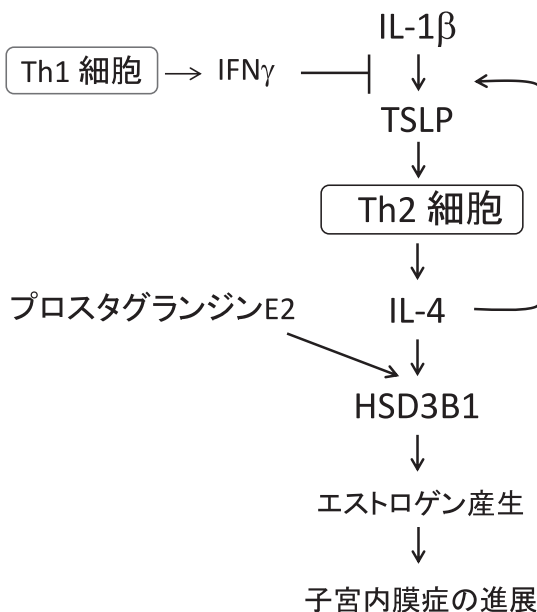 IL-1β
Th1 細胞
IFNγ
TSLP
Th2 細胞
プロスタグランジンE2
IL-4
HSD3B1
エストロゲン産生
子宮内膜症の進展